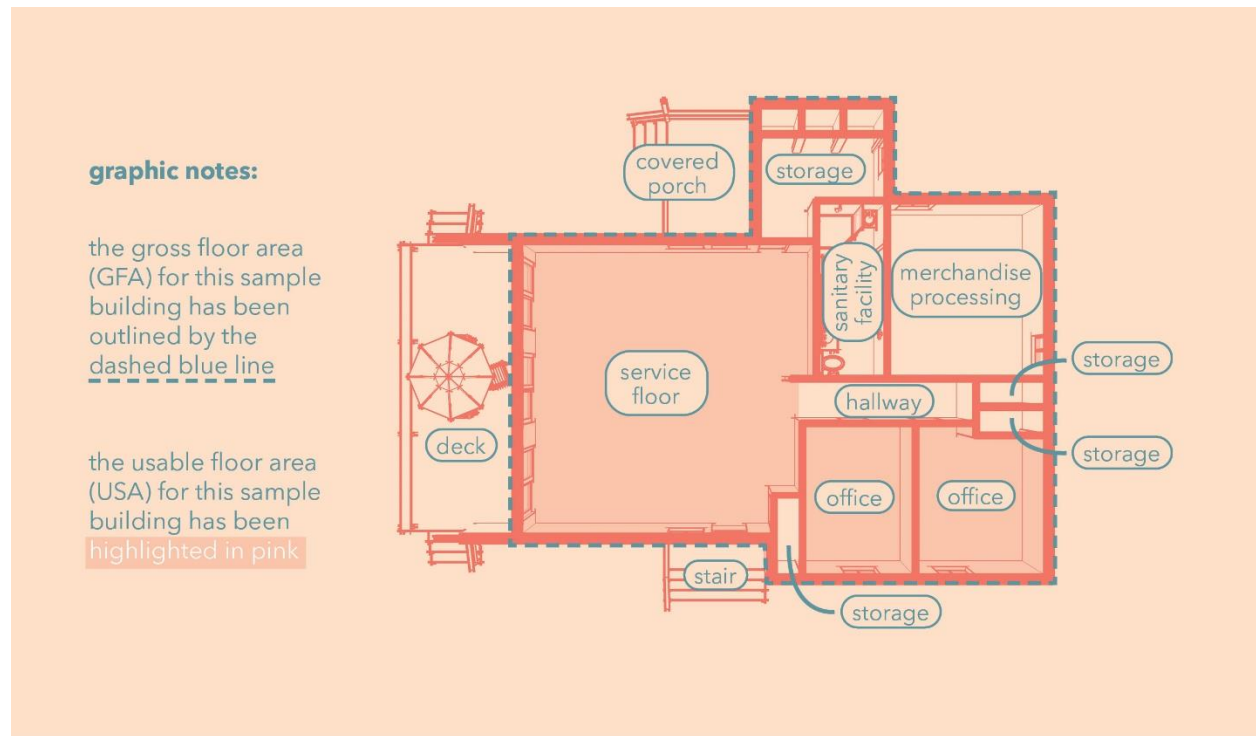 graphic notes:
the gross floor area
(GFA) for this sample
building has been
outlined by the
dashed blue line
the usable floor area
(USA) for this sample
building has been
highlighted in pink
covered
porch
storage
sanitary
facility
merchandise
processing
service
floor
hallway
storage
storage
deck
office
office
stair
storage